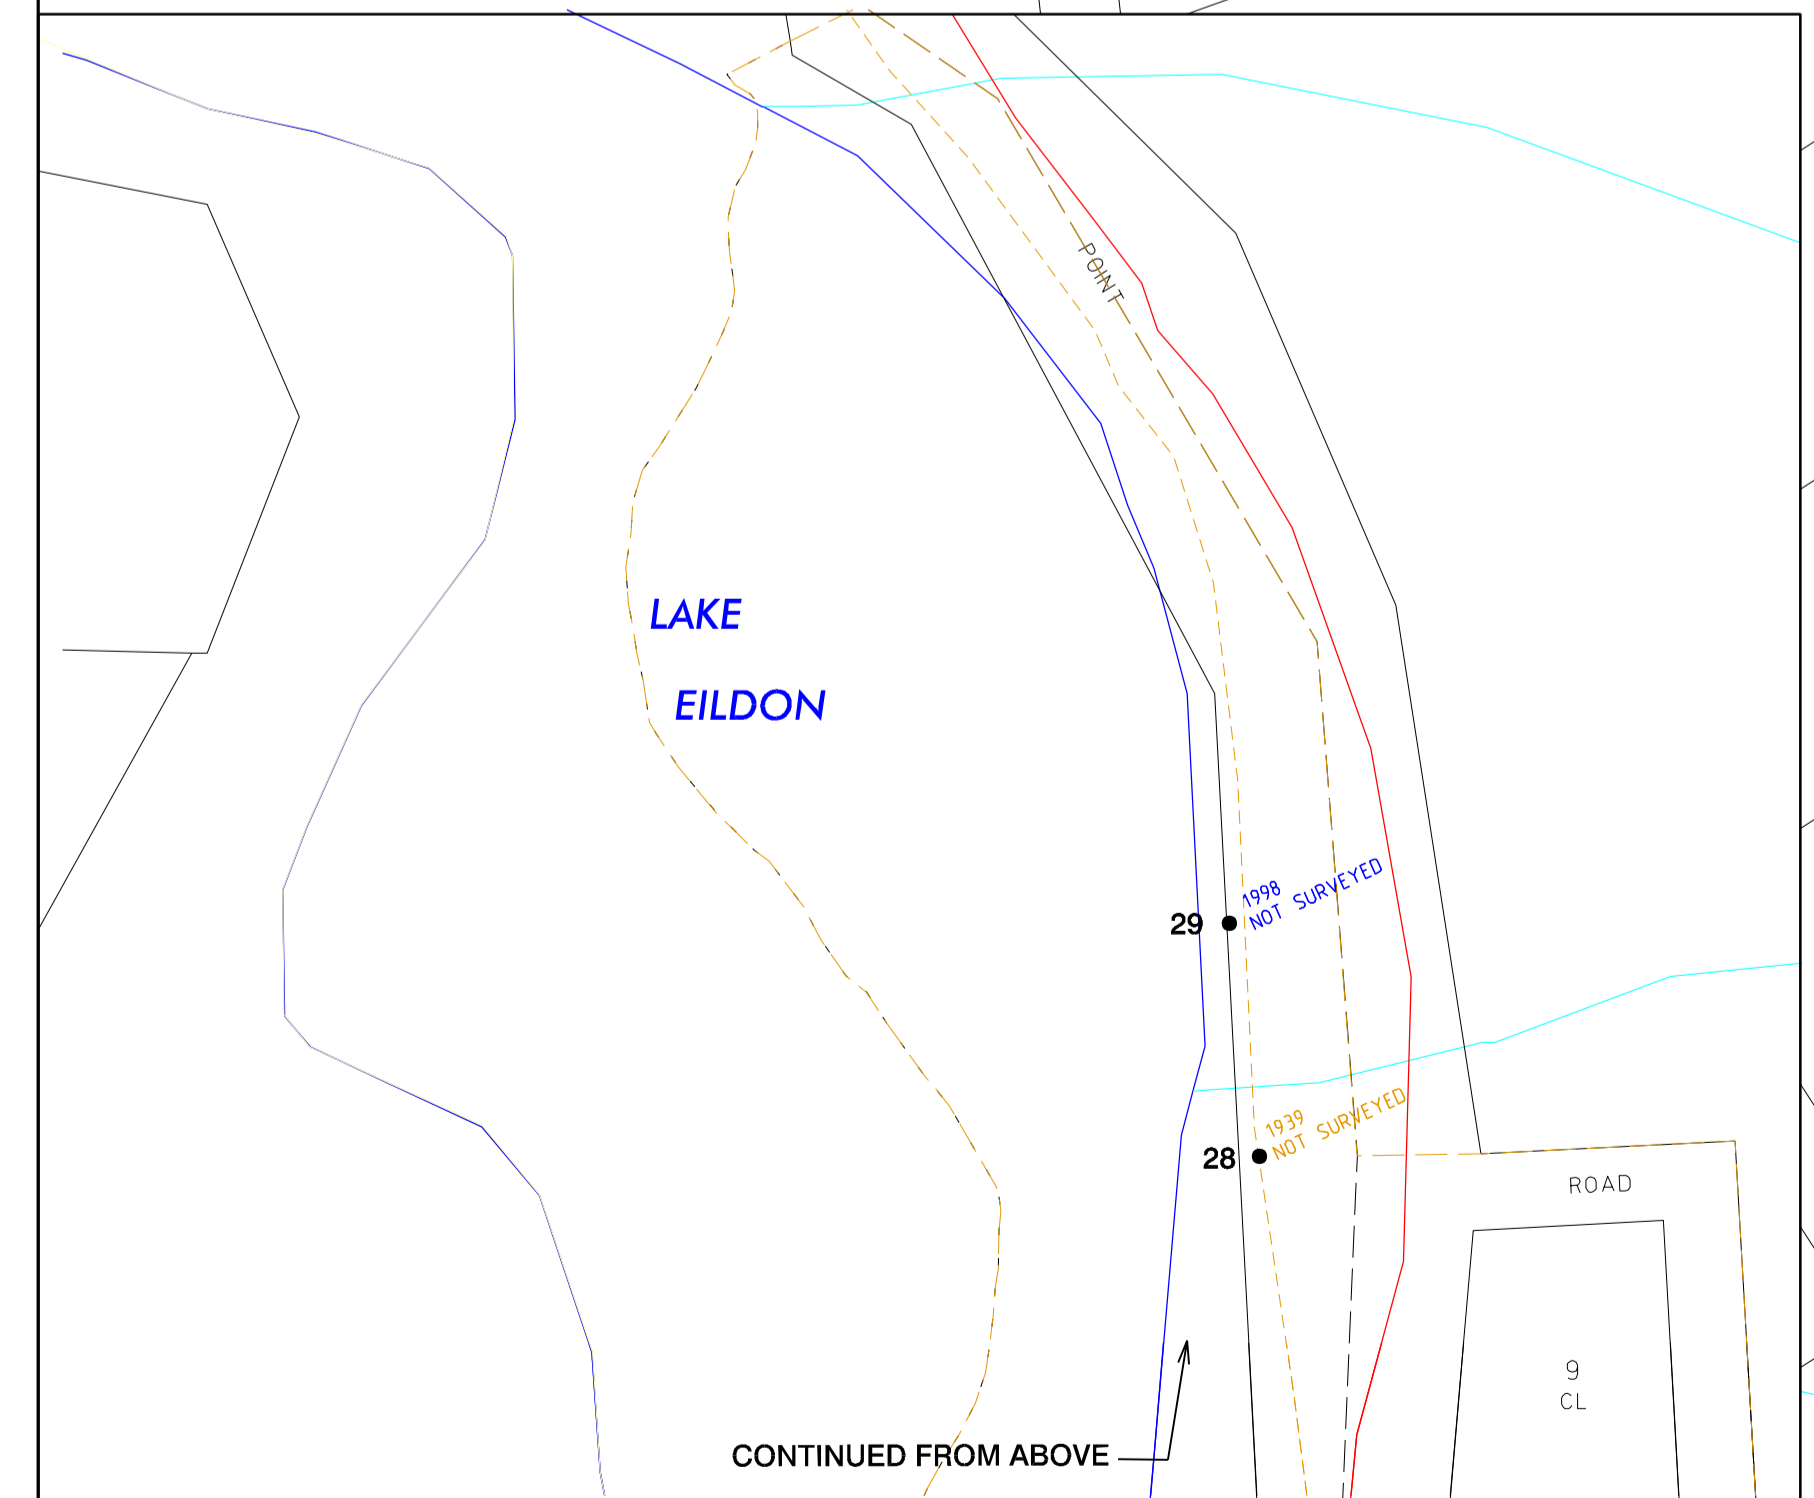 POINT
LAKE
EILDON
1998
NOT SURVEYED
29
1939
NOT SURVEYED
28
ROAD
9
CL
CONTINUED FROM ABOVE